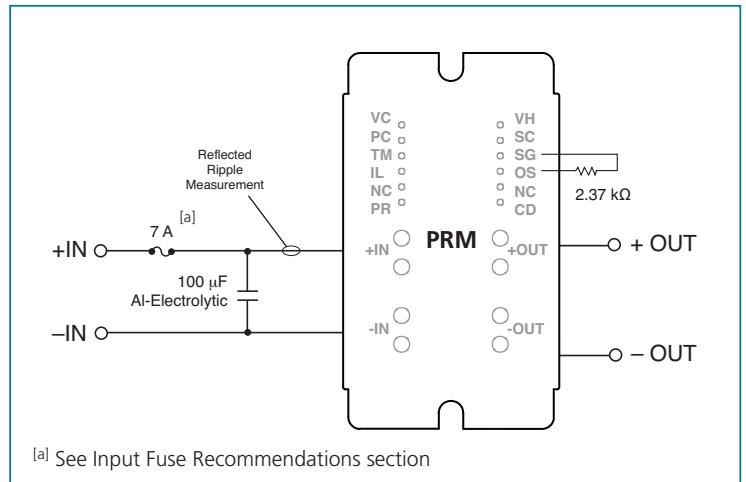 VC
PC
TM
IL
NC
PR
VH
SC
SG
OS
NC
CD
2.37 kΩ
Reflected
Ripple
Measurement
7 A [a]
+IN
100 μF
Al-Electrolytic
–IN
+IN
PRM
+OUT
-IN
-OUT
+ OUT
– OUT
[a] See Input Fuse Recommendations section